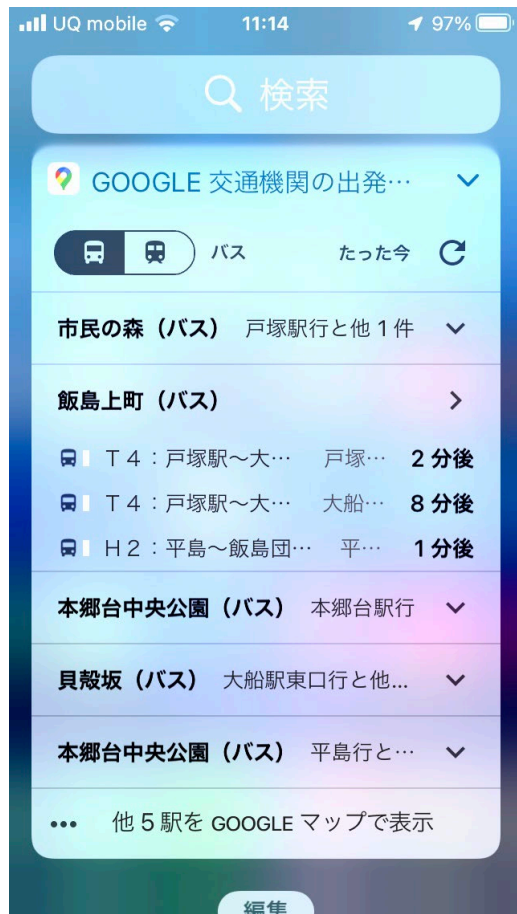 UQ mobile 11:14 97%
検索
GOOGLE 交通機関の出発…
バス たった今
市民の森（バス） 戸塚駅行と他 1 件
飯島上町（バス）
T4：戸塚駅〜大… 戸塚… 2 分後
T4：戸塚駅〜大… 大船… 8 分後
H2：平島〜飯島団… 平… 1 分後
本郷台中央公園（バス） 本郷台駅行
貝殻坂（バス） 大船駅東口行と他...
本郷台中央公園（バス） 平島行と…
他 5 駅を GOOGLE マップで表示
編集